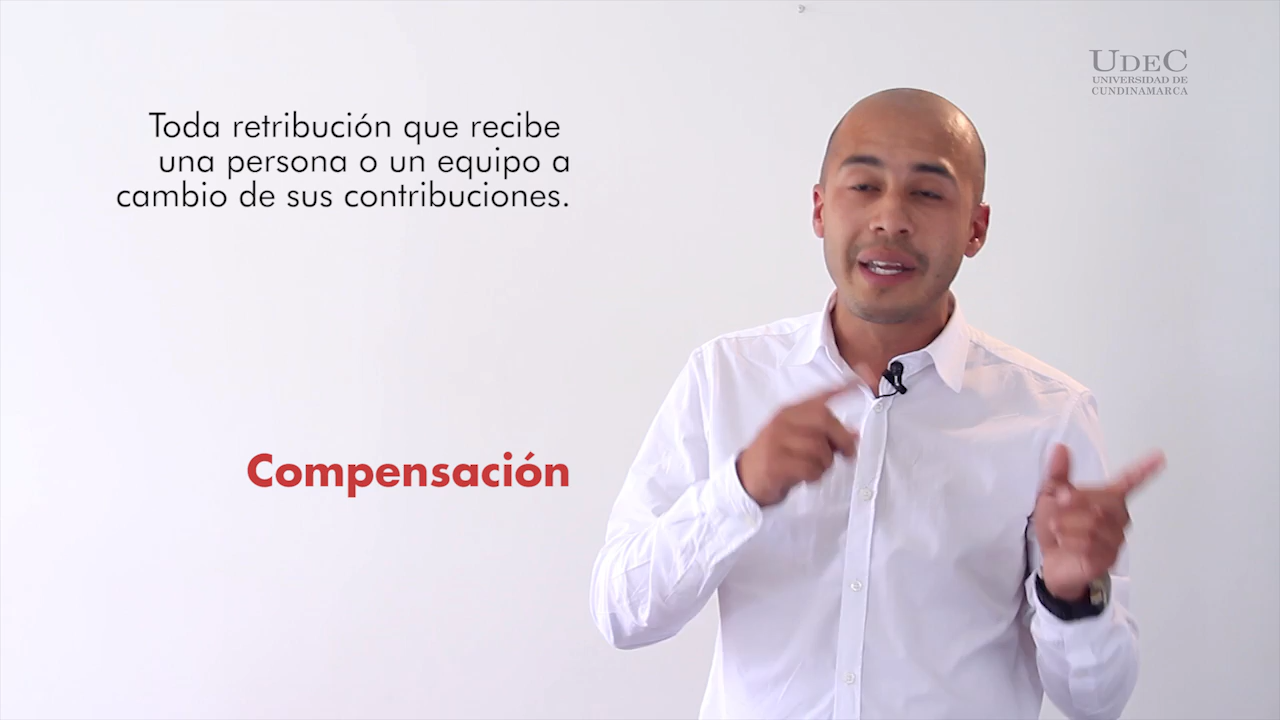 Toda retribución que recibe
una persona o un equipo a
cambio de sus contribuciones.
Compensación
UDEC
UNIVERSIDAD DE
CUNDINAMARCA